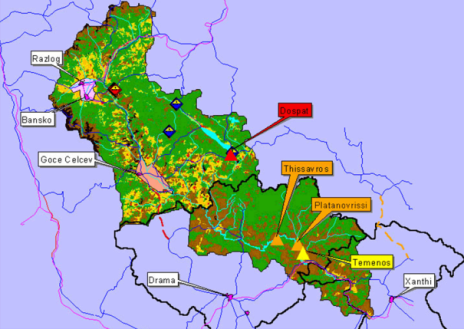 Razlog
Bansko
Dospat
Goce Celcev
Thissavros
Platanovrissi
Temenos
Drama
Xanthi